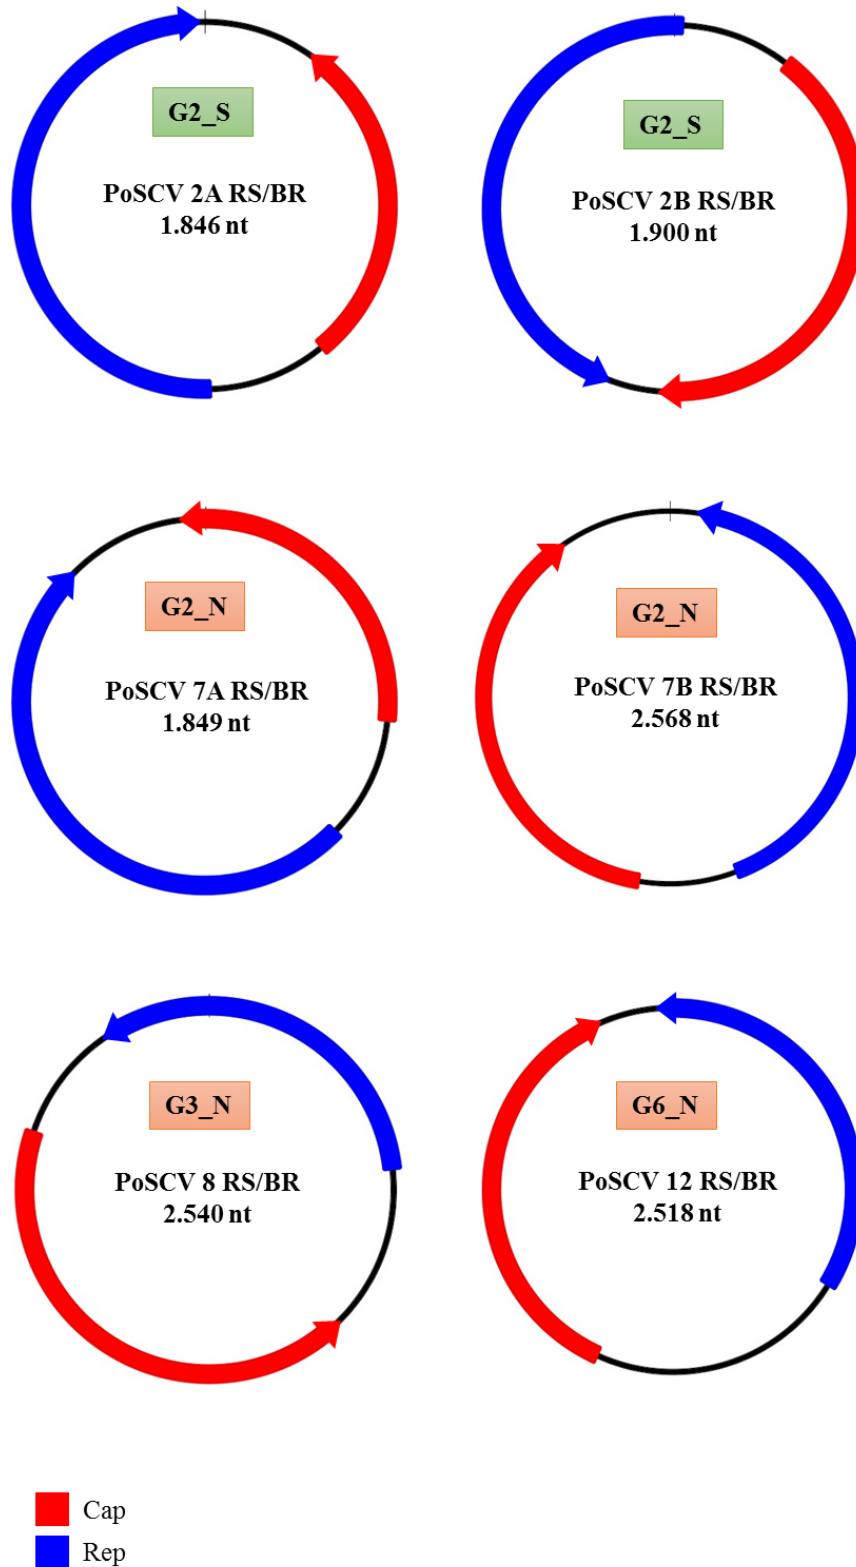 G2_S
PoSCV 2A RS/BR
1.846 nt
G2_S
PoSCV 2B RS/BR
1.900 nt
G2_N
PoSCV 7A RS/BR
1.849 nt
G2_N
PoSCV 7B RS/BR
2.568 nt
G3_N
PoSCV 8 RS/BR
2.540 nt
G6_N
PoSCV 12 RS/BR
2.518 nt
Cap
Rep